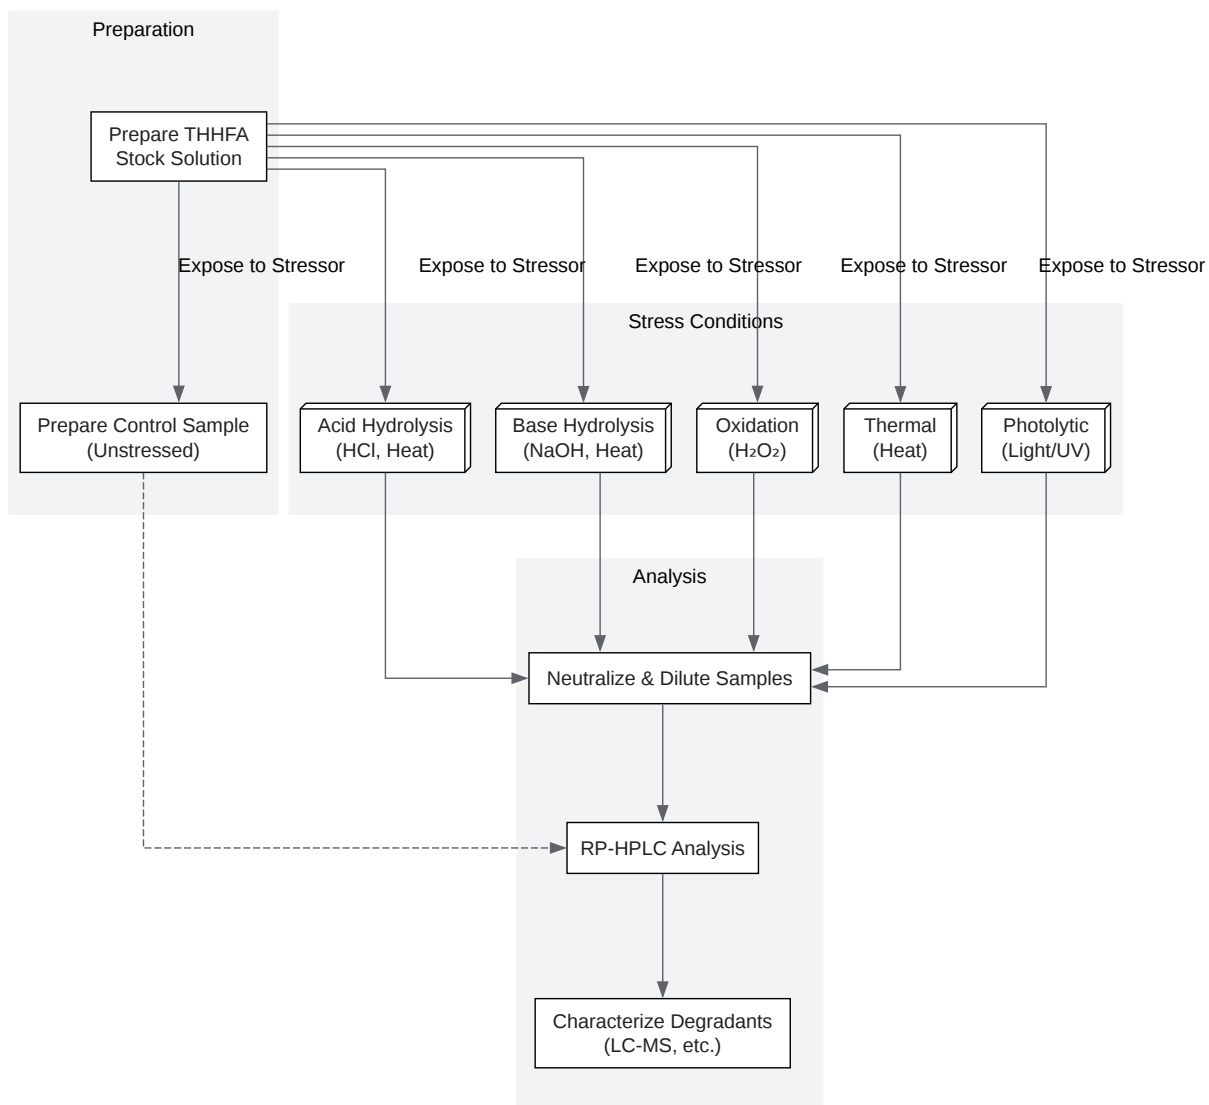 Preparation
Prepare THHFA
Stock Solution
Expose to Stressor
Expose to Stressor
Expose to Stressor
Expose to Stressor
Expose to Stressor
Stress Conditions
Prepare Control Sample
(Unstressed)
Acid Hydrolysis
(HCl, Heat)
Base Hydrolysis
(NaOH, Heat)
Oxidation
(H₂O₂)
Thermal
(Heat)
Photolytic
(Light/UV)
Analysis
Neutralize & Dilute Samples
RP-HPLC Analysis
Characterize Degradants
(LC-MS, etc.)